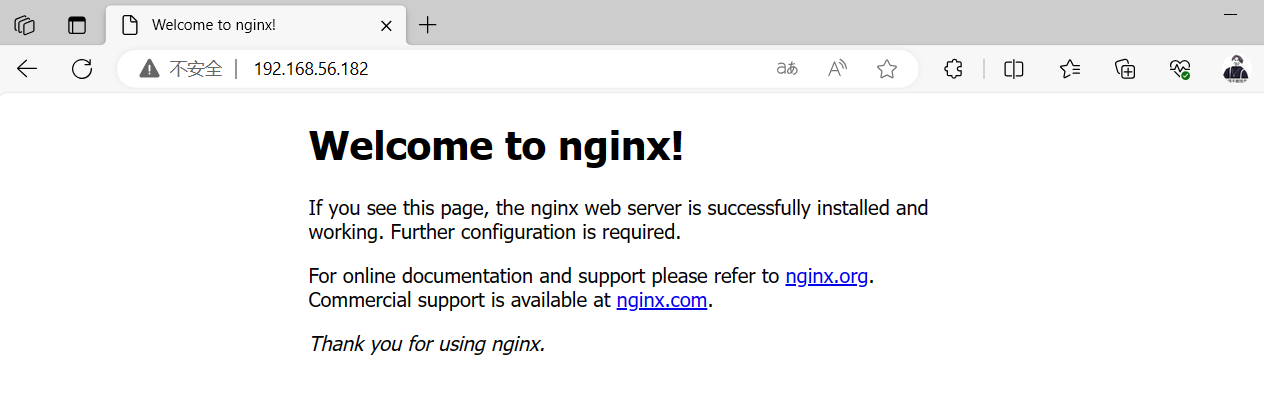 Welcome to nginx!
不安全
192.168.56.182
Welcome to nginx!
If you see this page, the nginx web server is successfully installed and
working. Further configuration is required.
For online documentation and support please refer to nginx.org.
Commercial support is available at nginx.com.
Thank you for using nginx.